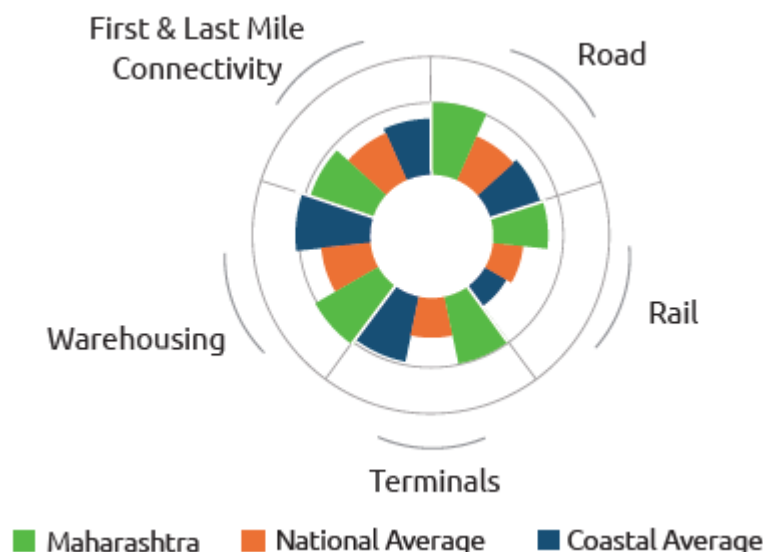 First & Last Mile
Connectivity
Road
Rail
Warehousing
Terminals
Maharashtra
National Average
Coastal Average